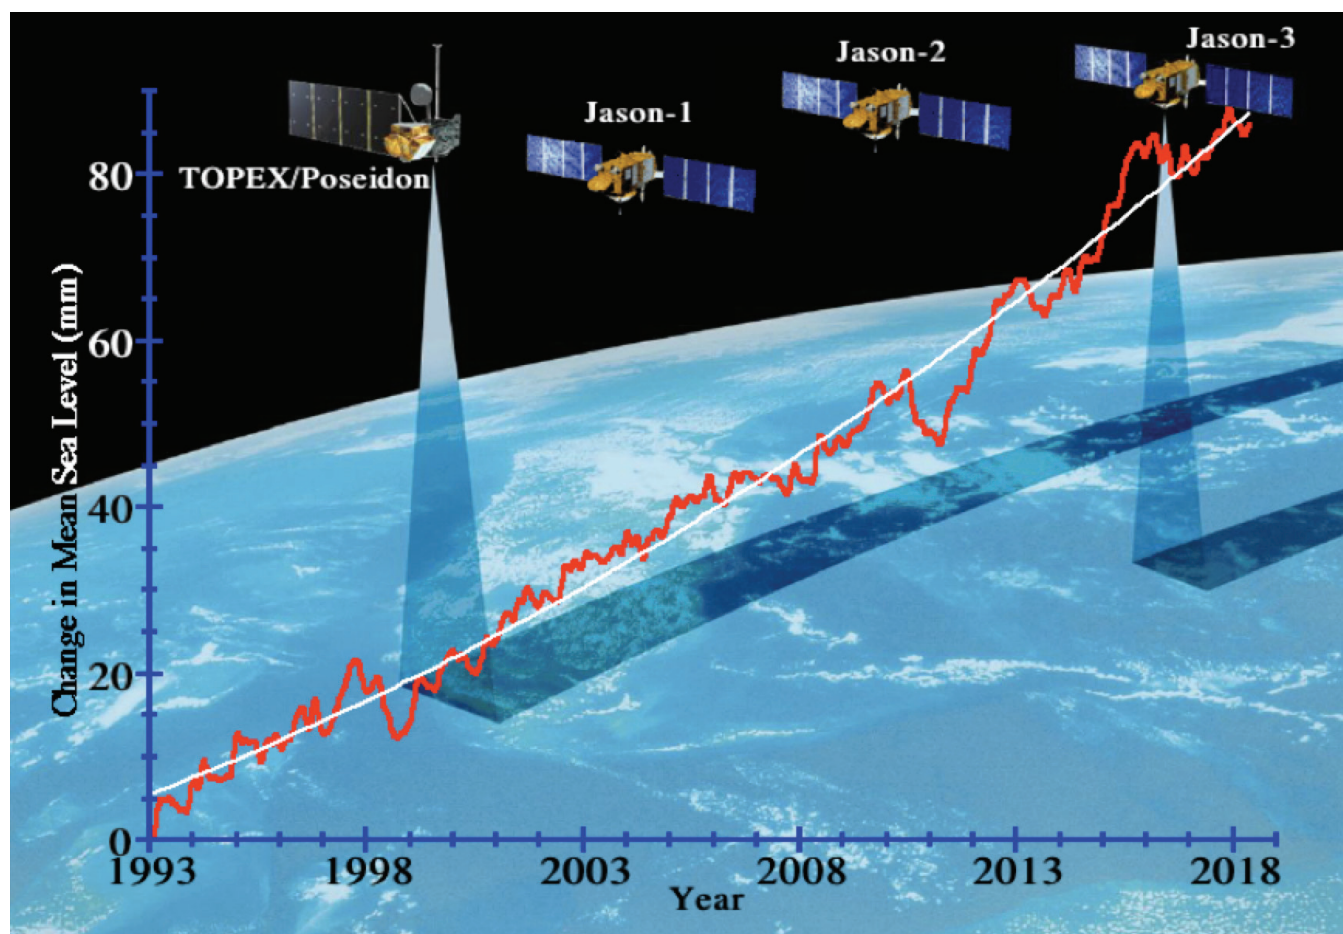 Jason-3
Jason-2
Jason-1
TOPEX/Poseidon
Change in Mean Sea Level (mm)
80
60
40
20
0
1993 1998 2003 2008 2013 2018
Year